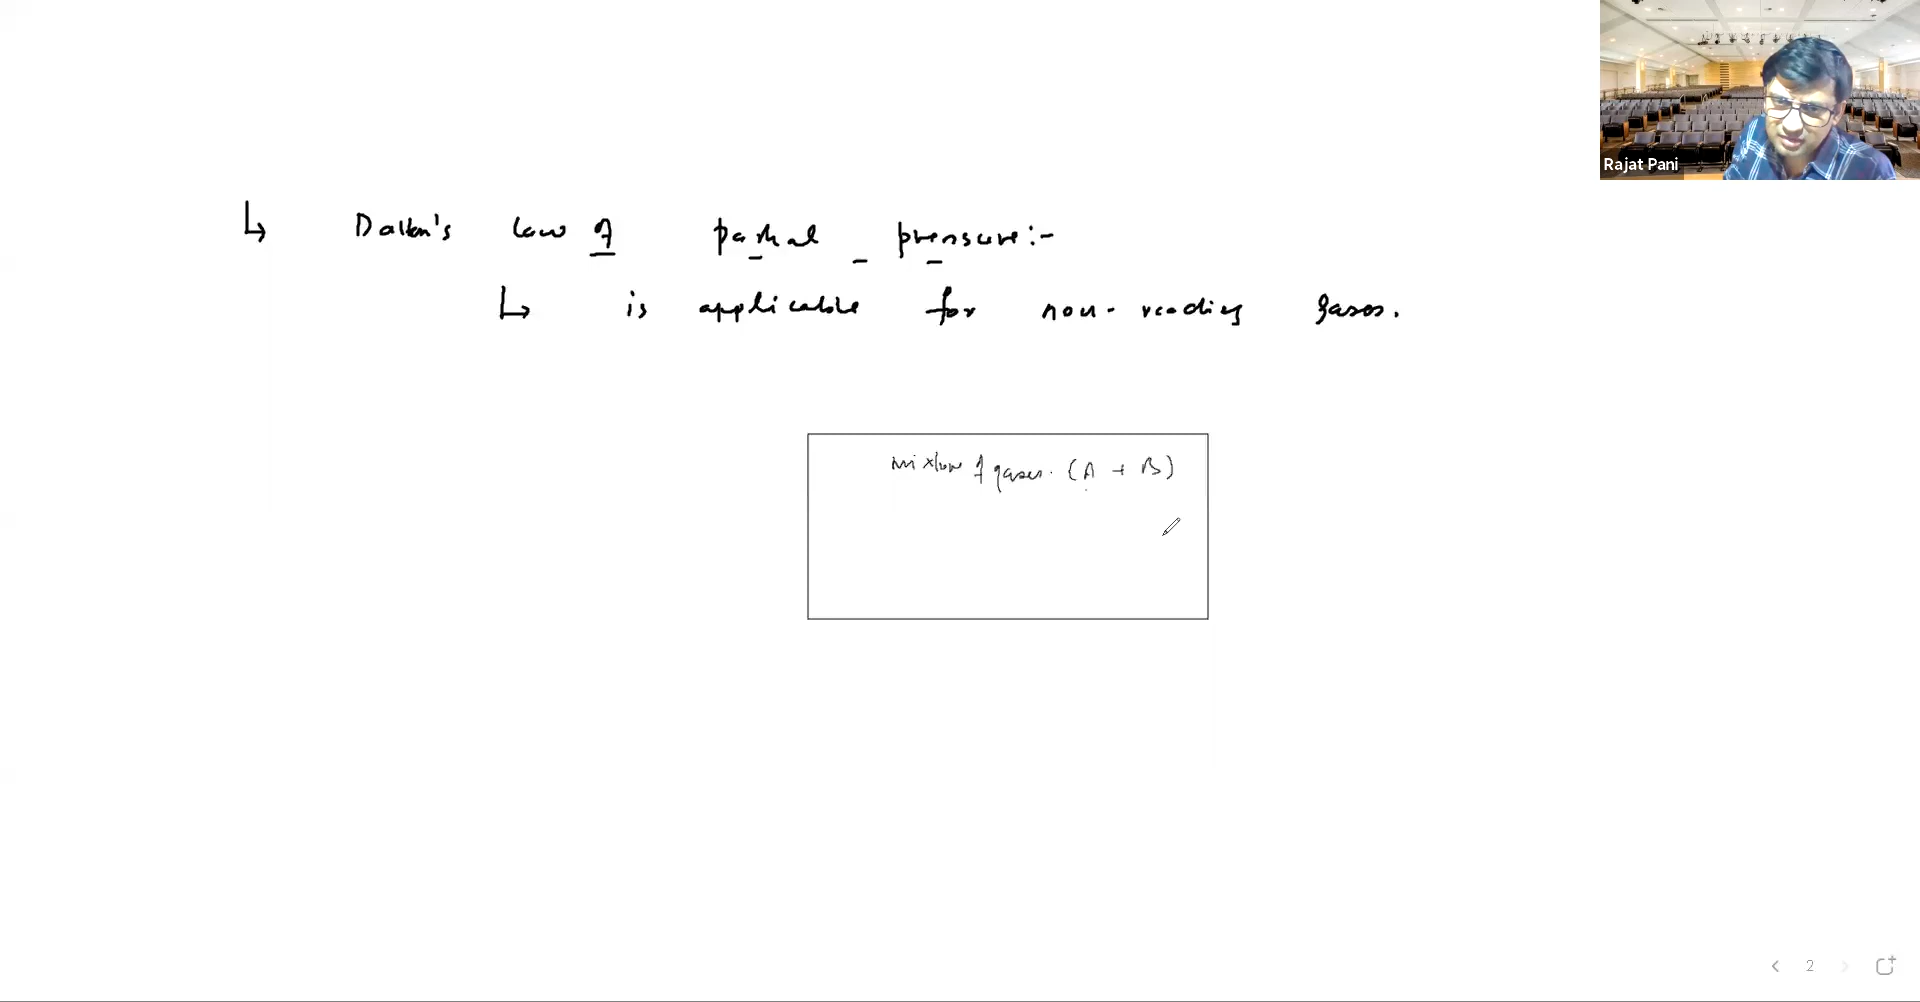 Rajat Pani
↳ Dalton's law of partial pressure:-
↳ is applicable for non-reacting gases.
mixture of gases. (A + B)
2